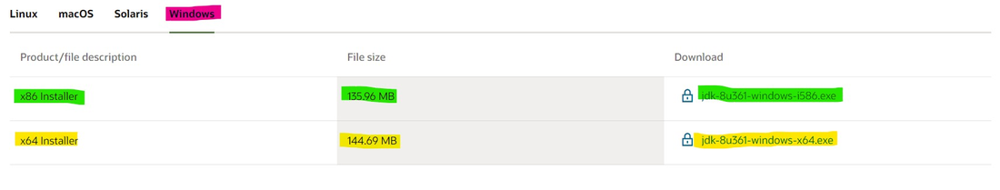 Linux macOS Solaris Windows
Product/file description File size Download
x86 Installer 135.96 MB jdk-8u361-windows-i586.exe
x64 Installer 144.69 MB jdk-8u361-windows-x64.exe